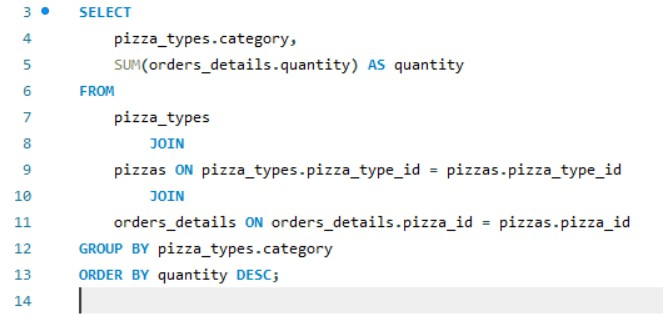 3 SELECT
4 pizza_types.category,
5 SUM(orders_details.quantity) AS quantity
6 FROM
7 pizza_types
8 JOIN
9 pizzas ON pizza_types.pizza_type_id = pizzas.pizza_type_id
10 JOIN
11 orders_details ON orders_details.pizza_id = pizzas.pizza_id
12 GROUP BY pizza_types.category
13 ORDER BY quantity DESC;
14